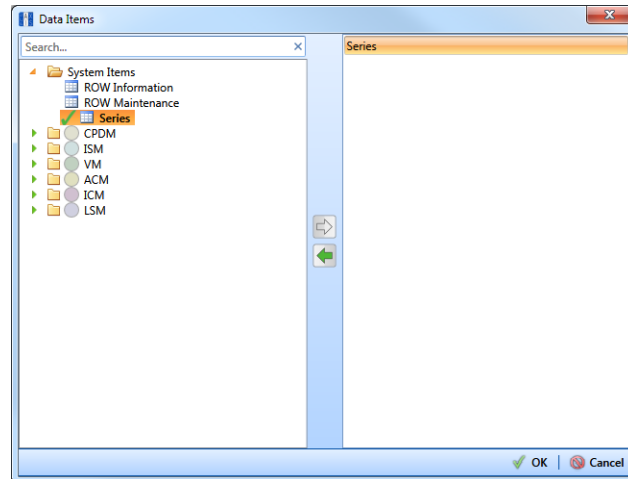 Data Items
Search...
Series
System Items
ROW Information
ROW Maintenance
Series
CPDM
ISM
VM
ACM
ICM
LSM
OK | Cancel